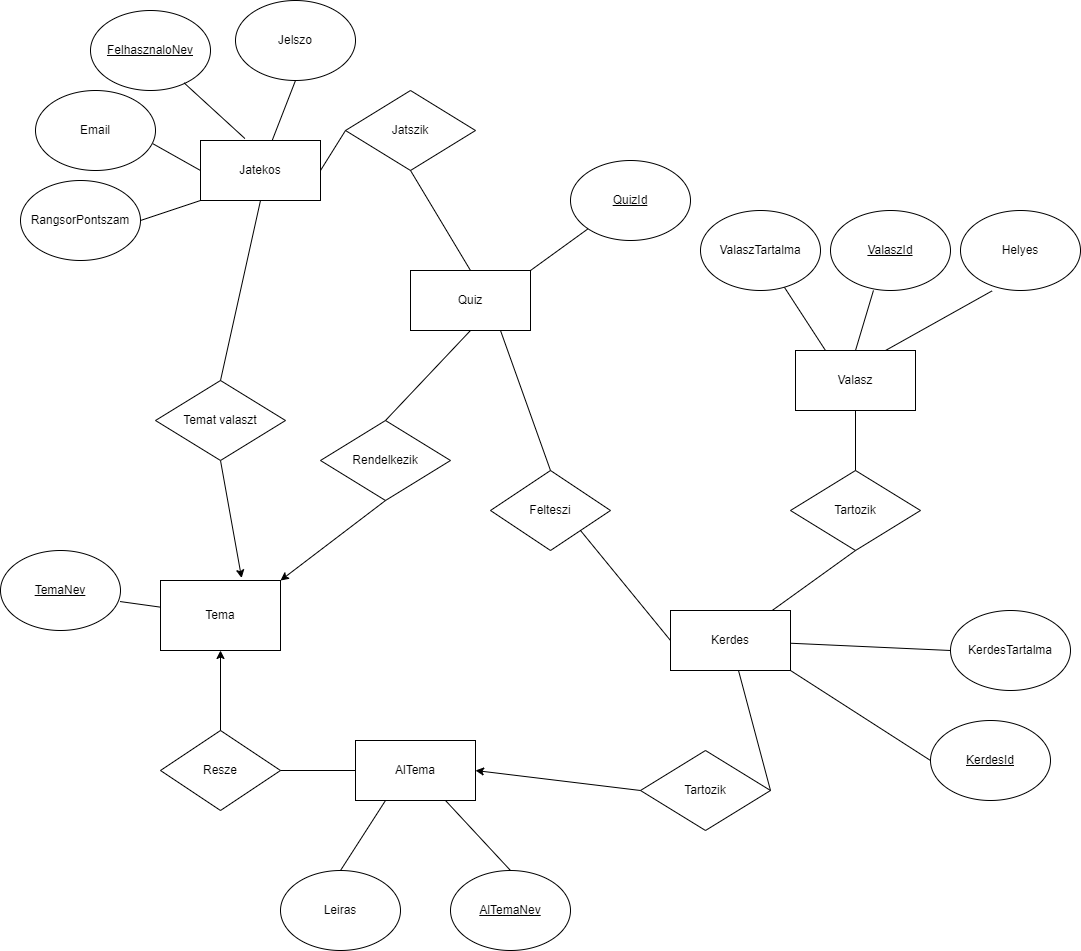 Jelszo
FelhasznaloNev
Email
Jatszik
Jatekos
QuizId
RangsorPontszam
ValaszTartalma
ValaszId
Helyes
Quiz
Valasz
Temat valaszt
Rendelkezik
Felteszi
Tartozik
TemaNev
Tema
Kerdes
KerdesTartalma
Resze
AlTema
Tartozik
KerdesId
Leiras
AlTemaNev